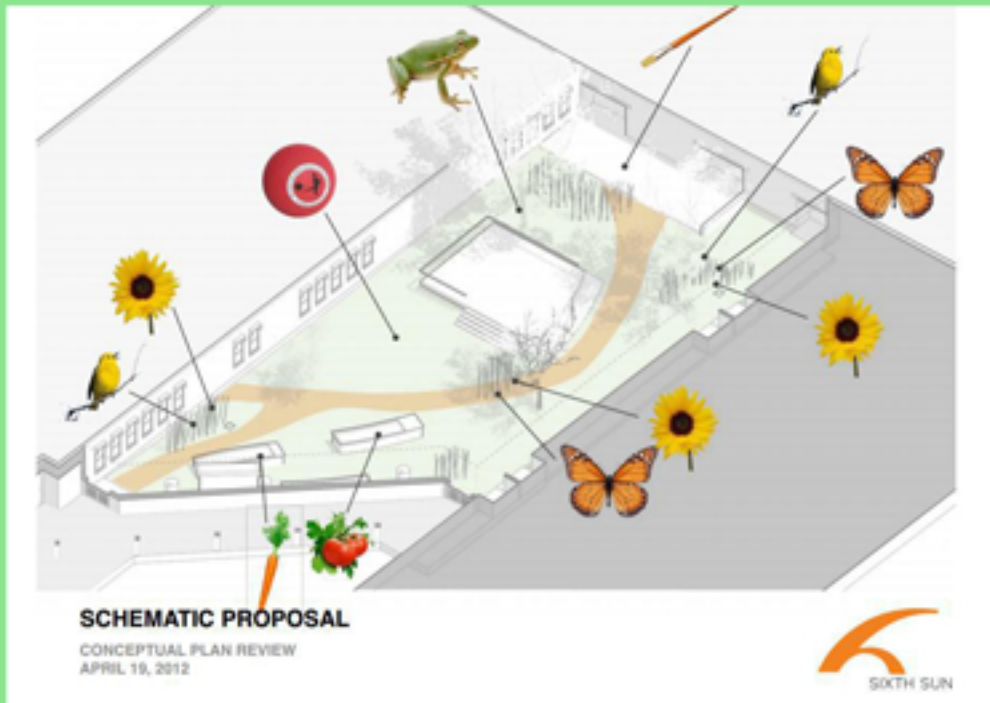 SCHEMATIC PROPOSAL
CONCEPTUAL PLAN REVIEW
APRIL 19, 2012
SIXTH SUN